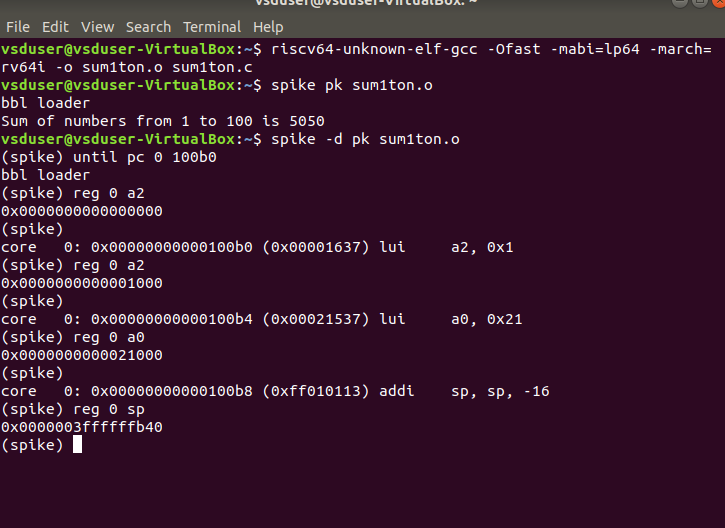 vsduser@vsduser-VirtualBox: ~
File Edit View Search Terminal Help
vsduser@vsduser-VirtualBox:~$ riscv64-unknown-elf-gcc -Ofast -mabi=lp64 -march=
rv64i -o sum1ton.o sum1ton.c
vsduser@vsduser-VirtualBox:~$ spike pk sum1ton.o
bbl loader
Sum of numbers from 1 to 100 is 5050
vsduser@vsduser-VirtualBox:~$ spike -d pk sum1ton.o
(spike) until pc 0 100b0
bbl loader
(spike) reg 0 a2
0x0000000000000000
(spike)
core   0: 0x00000000000100b0 (0x00001637) lui     a2, 0x1
(spike) reg 0 a2
0x0000000000001000
(spike)
core   0: 0x00000000000100b4 (0x00021537) lui     a0, 0x21
(spike) reg 0 a0
0x0000000000021000
(spike)
core   0: 0x00000000000100b8 (0xff010113) addi    sp, sp, -16
(spike) reg 0 sp
0x0000003ffffffb40
(spike)